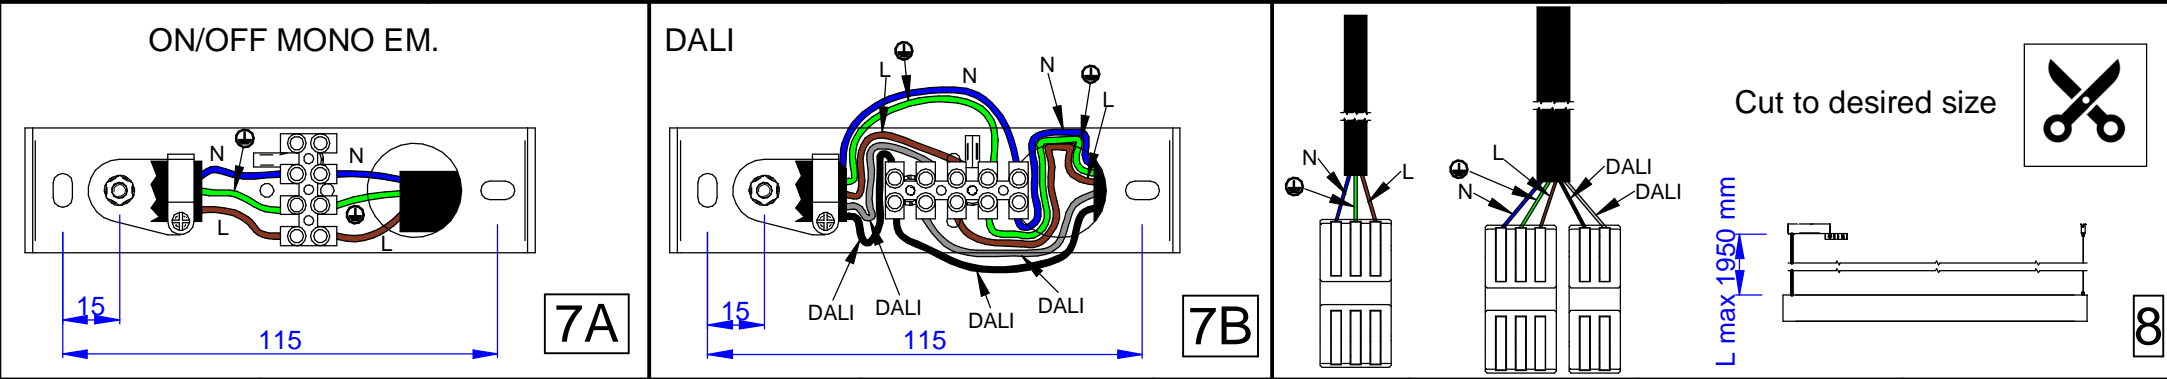 ON/OFF MONO EM.
N
N
L
L
15
115
7A
DALI
L
N
N
L
DALI
DALI
DALI
DALI
15
115
7B
N
L
L
N
DALI
DALI
Cut to desired size
L max 1950 mm
8